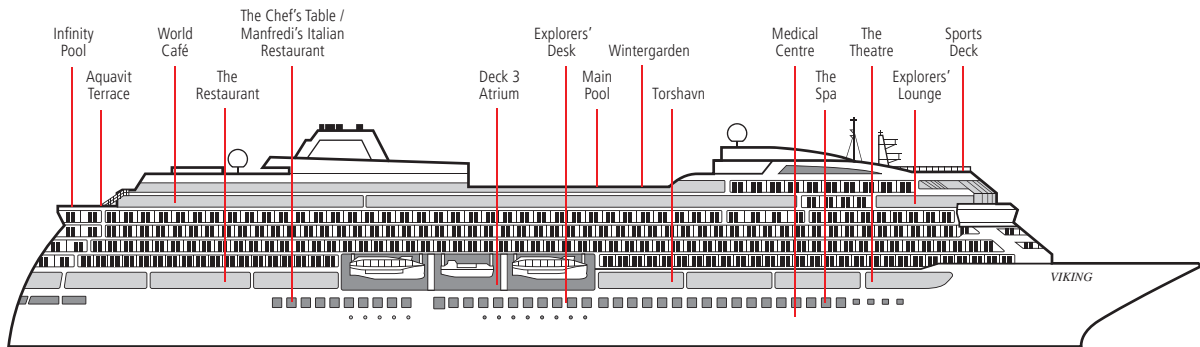 Infinity
Pool
Aquavit
Terrace
World
Café
The
Restaurant
The Chef's Table /
Manfredi's Italian
Restaurant
Deck 3
Atrium
Explorers'
Desk
Main
Pool
Wintergarden
Torshavn
Medical
Centre
The
Spa
The
Theatre
Explorers'
Lounge
Sports
Deck
VIKING